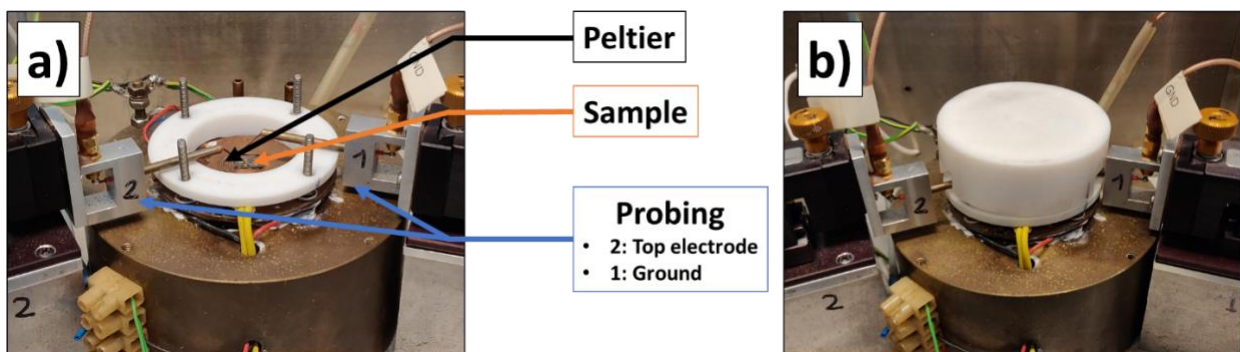 a)
Peltier
Sample
Probing
• 2: Top electrode
• 1: Ground
GND
2
1
2
b)
GND
2
1
2
1